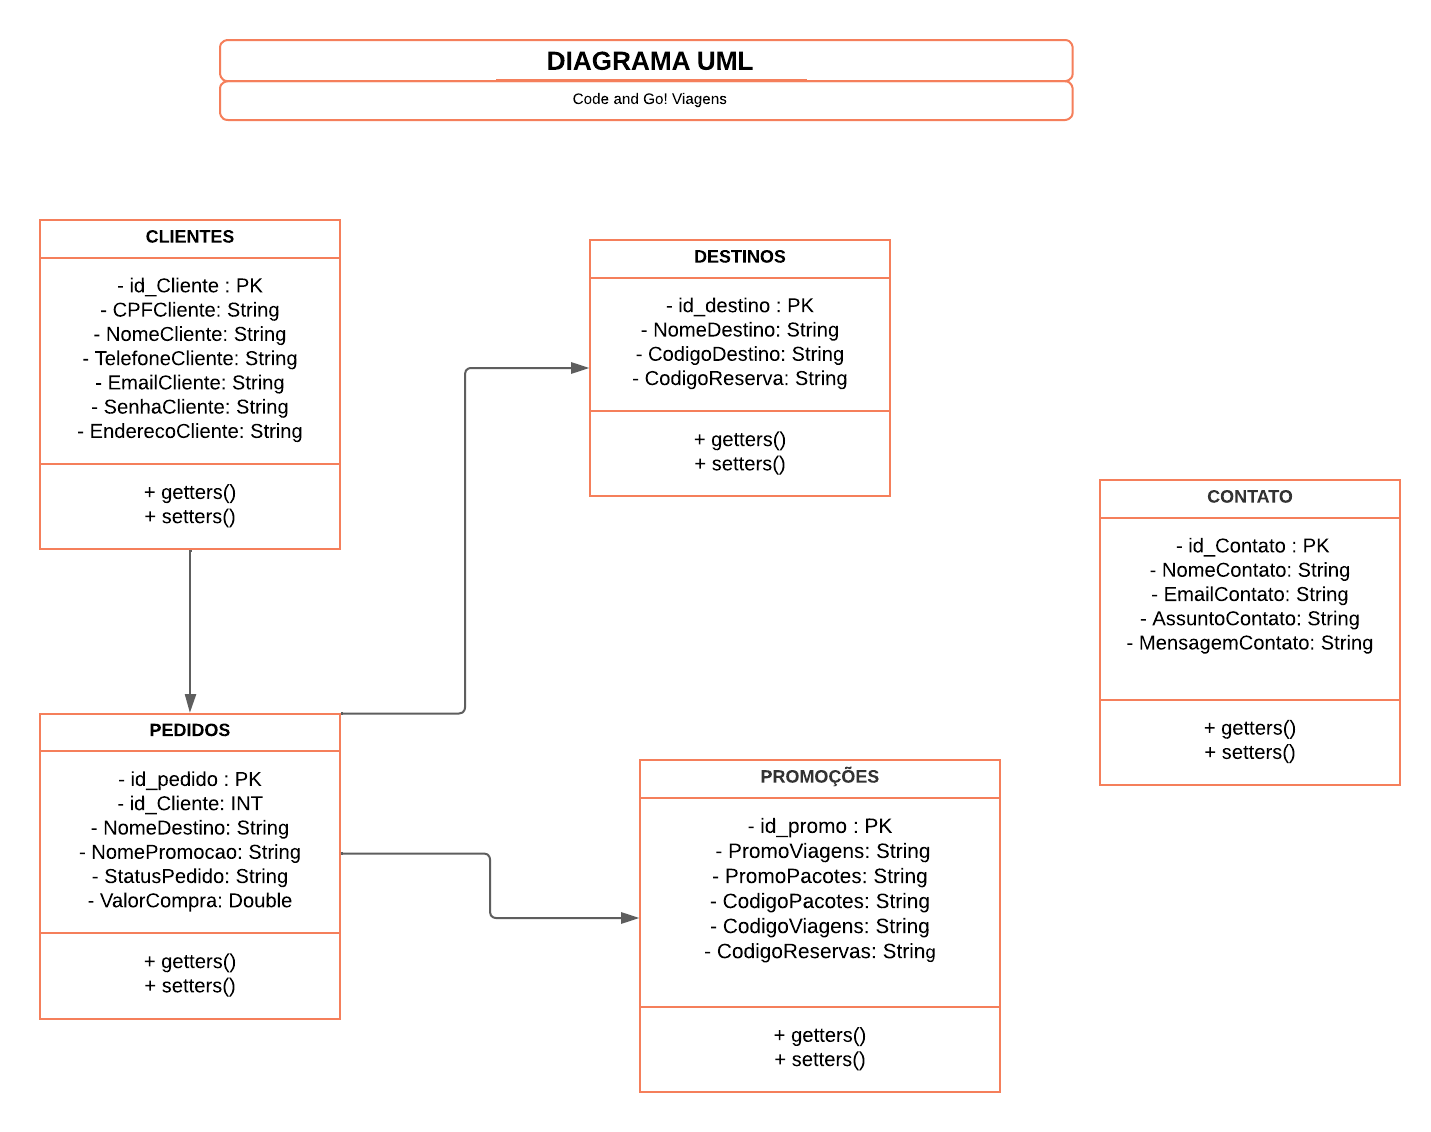 DIAGRAMA UML
Code and Go! Viagens
CLIENTES
- id_Cliente : PK
- CPFCliente: String
- NomeCliente: String
- TelefoneCliente: String
- EmailCliente: String
- SenhaCliente: String
- EnderecoCliente: String
+ getters()
+ setters()
DESTINOS
- id_destino : PK
- NomeDestino: String
- CodigoDestino: String
- CodigoReserva: String
+ getters()
+ setters()
CONTATO
- id_Contato : PK
- NomeContato: String
- EmailContato: String
- AssuntoContato: String
- MensagemContato: String
+ getters()
+ setters()
PEDIDOS
- id_pedido : PK
- id_Cliente: INT
- NomeDestino: String
- NomePromocao: String
- StatusPedido: String
- ValorCompra: Double
+ getters()
+ setters()
PROMOÇÕES
- id_promo : PK
- PromoViagens: String
- PromoPacotes: String
- CodigoPacotes: String
- CodigoViagens: String
- CodigoReservas: String
+ getters()
+ setters()